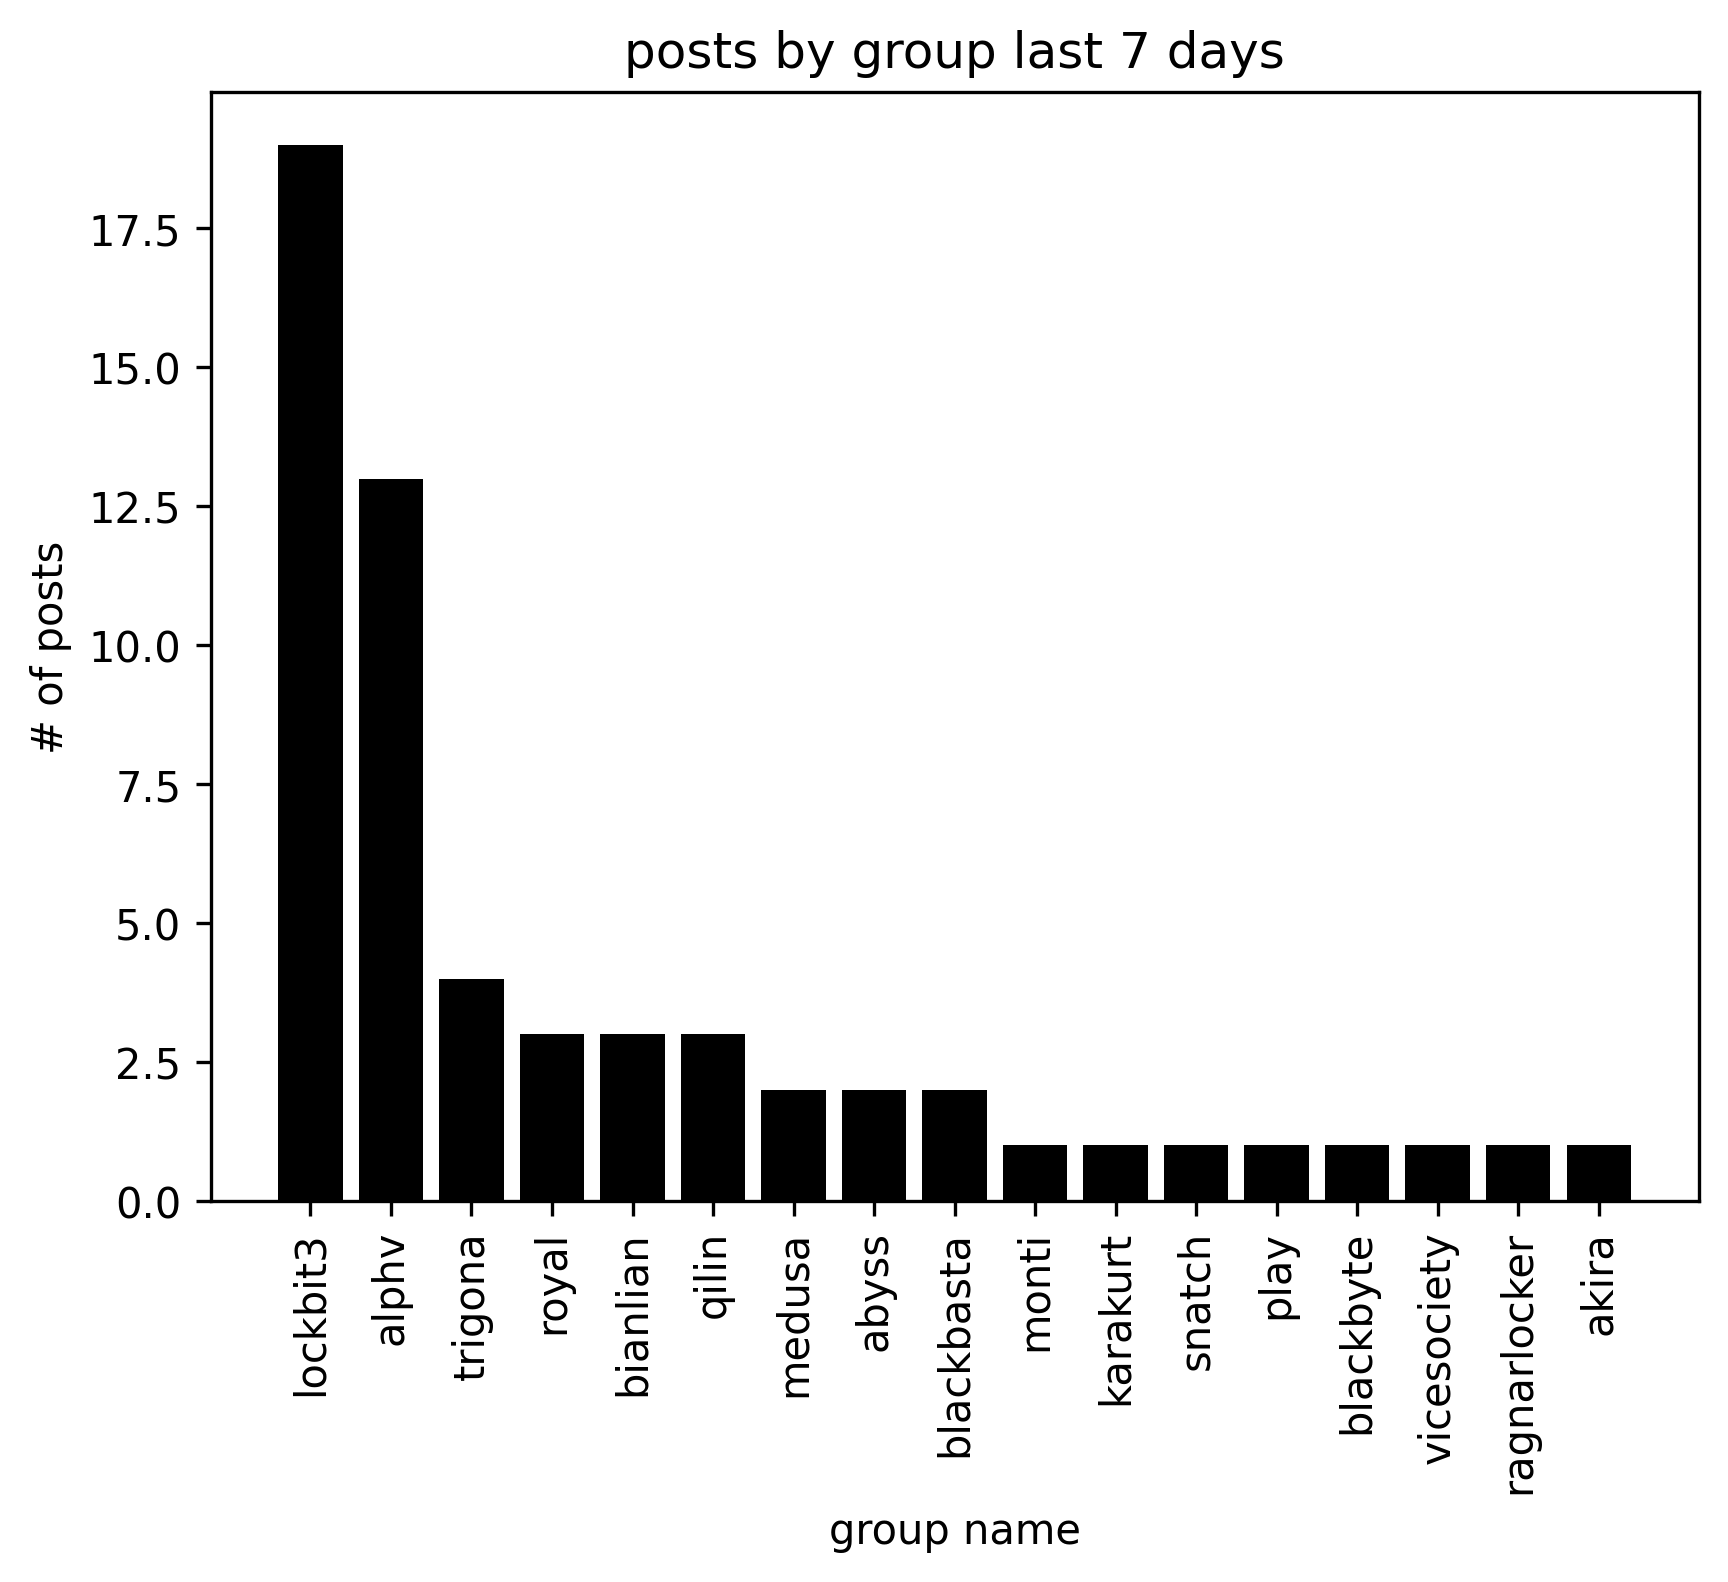 posts by group last 7 days
# of posts
17.5
15.0
12.5
10.0
7.5
5.0
2.5
0.0
lockbit3
alphv
trigona
royal
bianlian
qilin
medusa
abyss
blackbasta
monti
karakurt
snatch
play
blackbyte
vicesociety
ragnarlocker
akira
group name